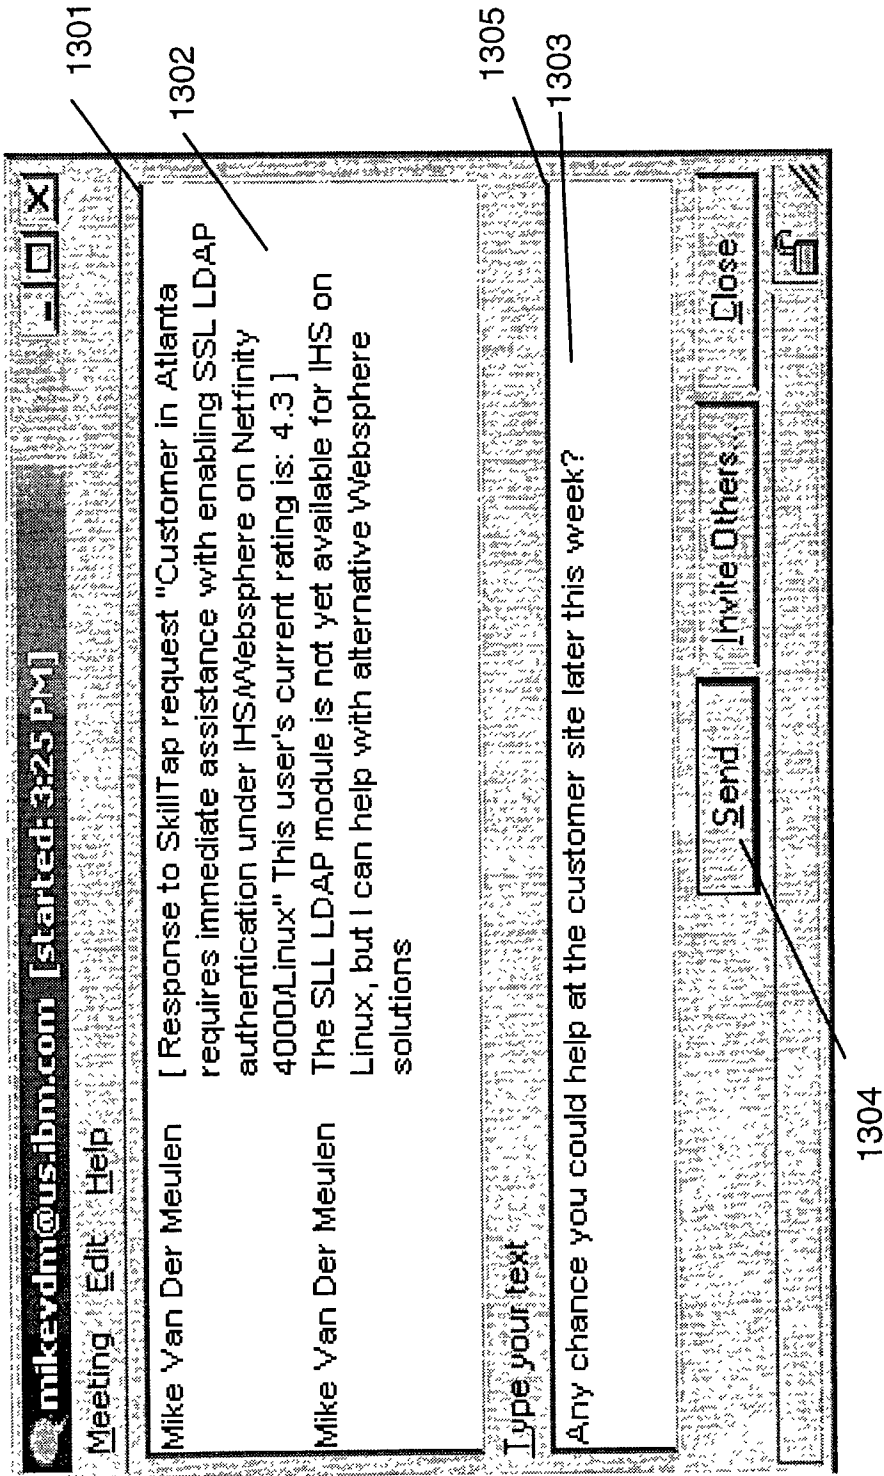 mikevdm@us.ibm.com [started: 3:25 PM]
Meeting Edit Help
Mike Van Der Meulen [ Response to SkillTap request "Customer in Atlanta
requires immediate assistance with enabling SSL LDAP
authentication under IHS/Websphere on Netfinity
4000/Linux" This user's current rating is: 4.3 ]
Mike Van Der Meulen The SLL LDAP module is not yet available for IHS on
Linux, but I can help with alternative Websphere
solutions
Type your text
Any chance you could help at the customer site later this week?
Send Invite Others... Close
1301
1302
1305
1303
1304